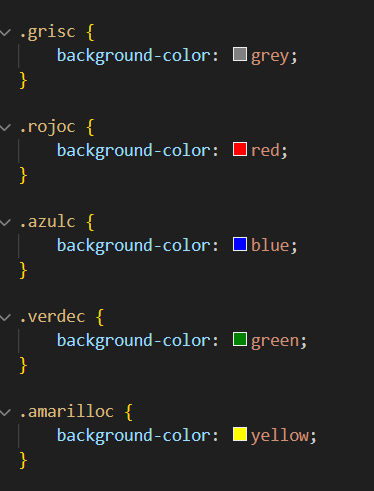 .grisc {
    background-color: grey;
}
.rojoc {
    background-color: red;
}
.azulc {
    background-color: blue;
}
.verdec {
    background-color: green;
}
.amarilloc {
    background-color: yellow;
}